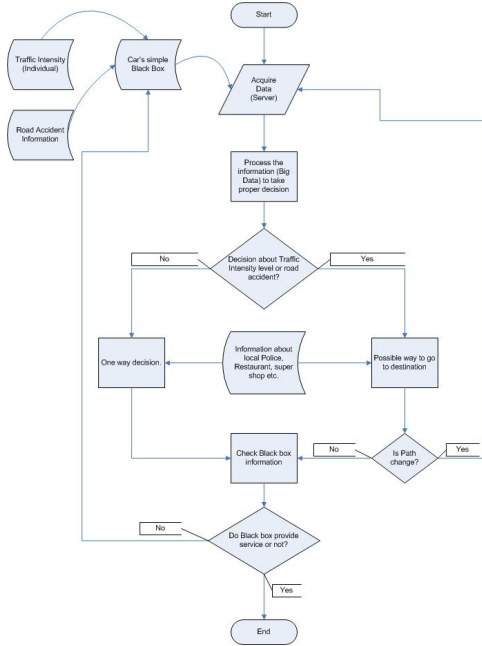 Start
Traffic Intensity
(Individual)
Car's simple
Black Box
Acquire
Data
(Server)
Road Accident
Information
Process the
information (Big
Data) to take
proper decision
No
Decision about Traffic
Intensity level or road
accident?
Yes
One way decision.
Information about
local Police,
Restaurant, super
shop etc.
Possible way to go
to destination
Check Black box
information
No
Is Path
change?
Yes
No
Do Black box provide
service or not?
Yes
End